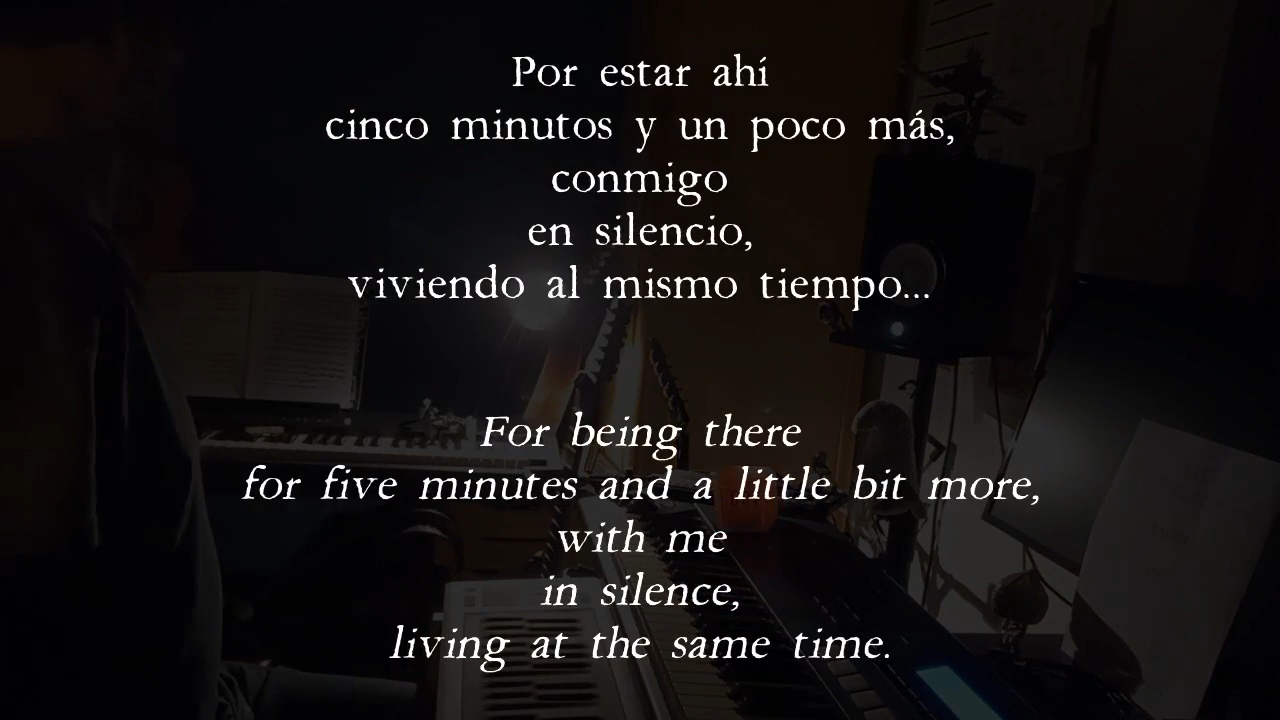 Por estar ahí
cinco minutos y un poco más,
conmigo
en silencio,
viviendo al mismo tiempo...
For being there
for five minutes and a little bit more,
with me
in silence,
living at the same time.